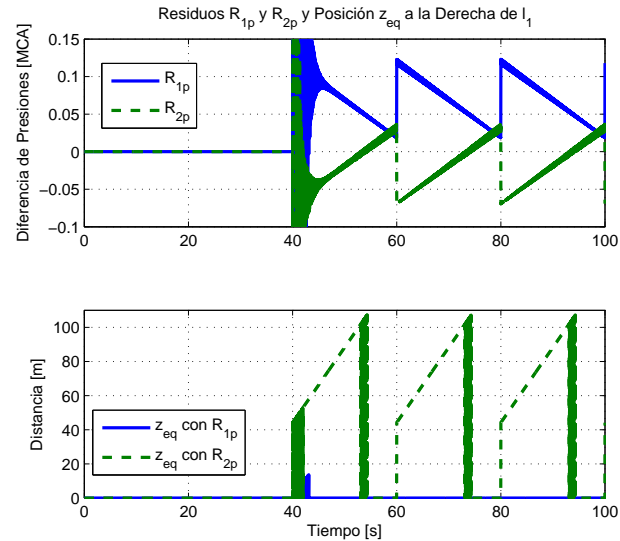 Residuos R1p y R2p y Posición zeq a la Derecha de l1
Diferencia de Presiones [MCA]
0.15
0.1
0.05
0
−0.05
−0.1
R1p
R2p
0 20 40 60 80 100
Distancia [m]
100
80
60
40
20
0
zeq con R1p
zeq con R2p
0 20 40 60 80 100
Tiempo [s]